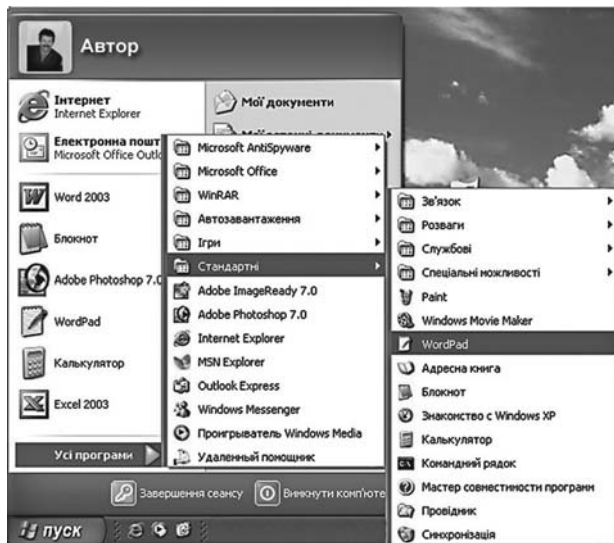 Автор
Інтернет
Internet Explorer
Електронна пошт
Microsoft Office Outlo
Word 2003
Блокнот
Adobe Photoshop 7.0
WordPad
Калькулятор
Excel 2003
Усі програми
Мої документи
Microsoft AntiSpyware
Microsoft Office
WinRAR
Автозавантаження
Ігри
Стандартні
Adobe ImageReady 7.0
Adobe Photoshop 7.0
Internet Explorer
MSN Explorer
Outlook Express
Windows Messenger
Проигрыватель Windows Media
Удаленный помощник
Зв'язок
Розваги
Службові
Спеціальні можливості
Paint
Windows Movie Maker
WordPad
Адресна книга
Блокнот
Знакомство с Windows XP
Калькулятор
Командний рядок
Мастер совместимости программ
Провідник
Синхронізація
Завершення сеансу
Вимкнути комп'юте
пуск